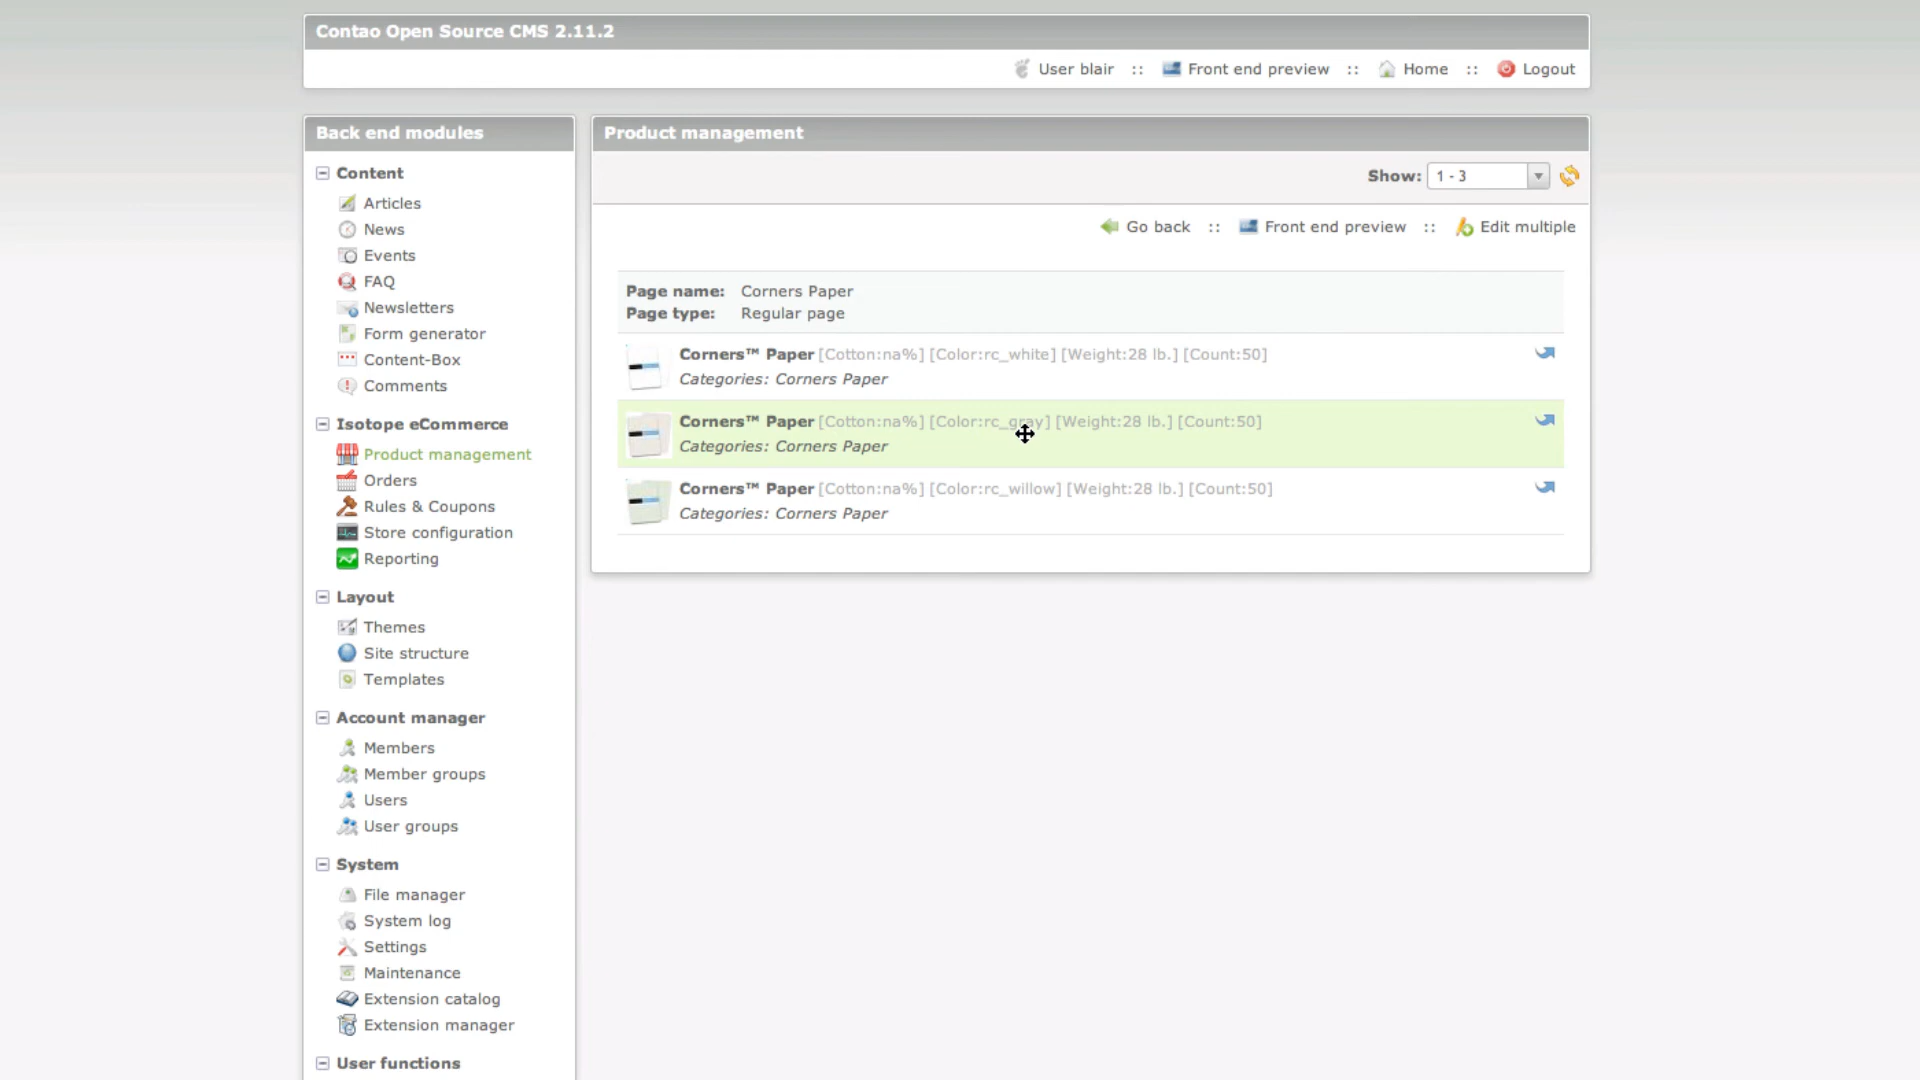 Contao Open Source CMS 2.11.2
User blair :: Front end preview :: Home :: Logout
Back end modules
Content
Articles
News
Events
FAQ
Newsletters
Form generator
Content-Box
Comments
Isotope eCommerce
Product management
Orders
Rules & Coupons
Store configuration
Reporting
Layout
Themes
Site structure
Templates
Account manager
Members
Member groups
Users
User groups
System
File manager
System log
Settings
Maintenance
Extension catalog
Extension manager
User functions
Product management
Show: 1 - 3
Go back :: Front end preview :: Edit multiple
Page name: Corners Paper
Page type: Regular page
Corners™ Paper [Cotton:na%] [Color:rc_white] [Weight:28 lb.] [Count:50]
Categories: Corners Paper
Corners™ Paper [Cotton:na%] [Color:rc_gray] [Weight:28 lb.] [Count:50]
Categories: Corners Paper
Corners™ Paper [Cotton:na%] [Color:rc_willow] [Weight:28 lb.] [Count:50]
Categories: Corners Paper